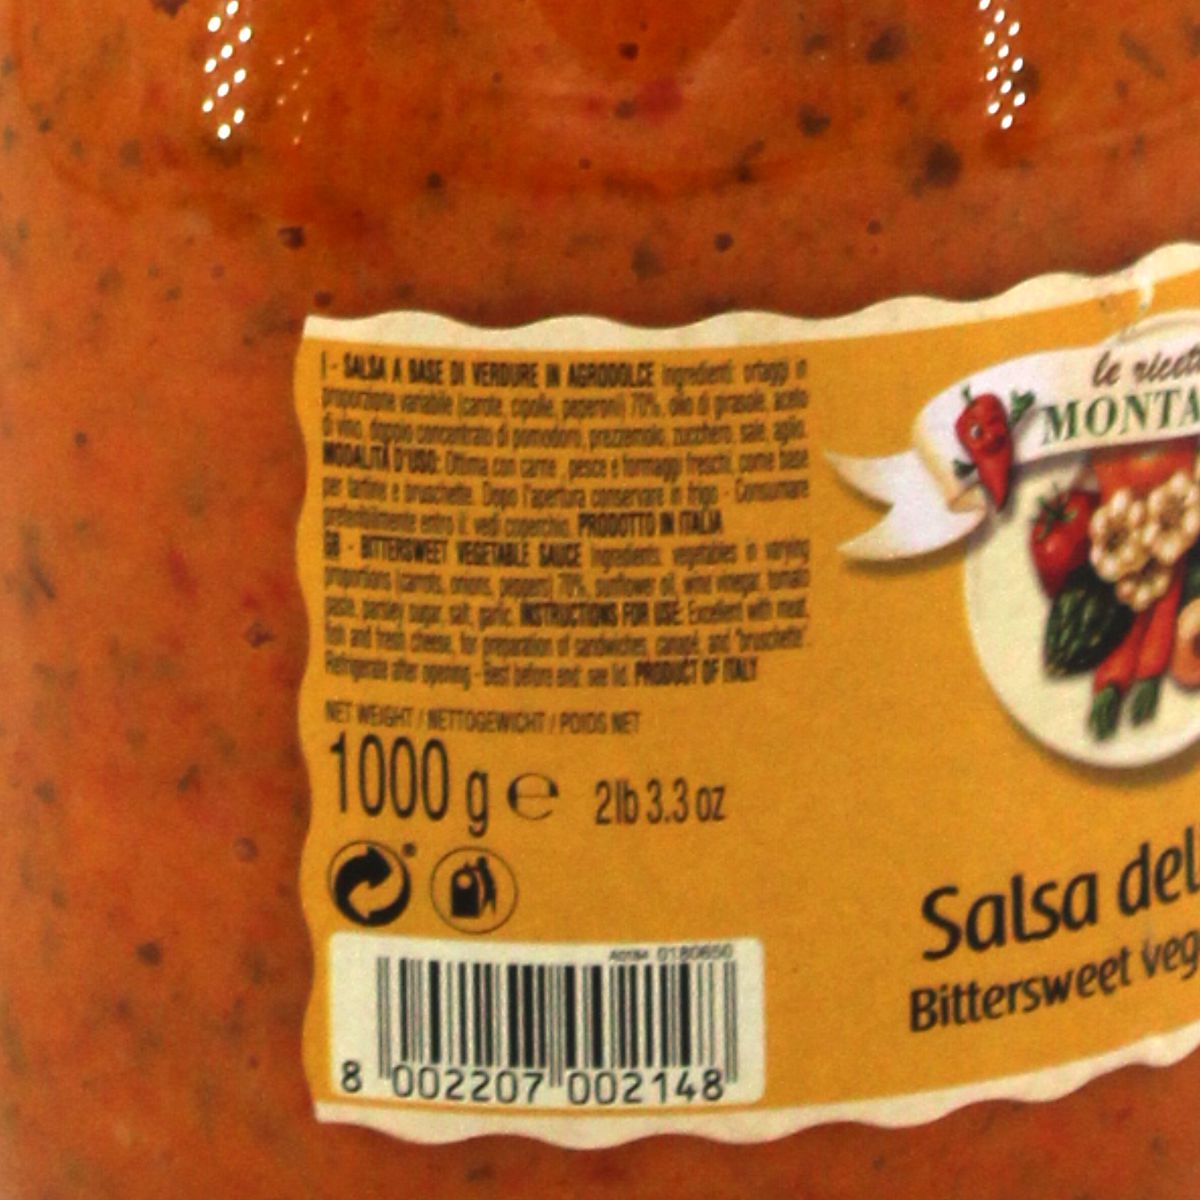 I - SALSA A BASE DI VERDURE IN AGRODOLCE Ingredienti: ortaggi in
proporzione variabile (carote, cipolle, peperoni) 70%, olio di girasole, aceto
di vino, doppio concentrato di pomodoro, prezzemolo, zucchero, sale, aglio.
MODALITÀ D'USO: Ottima con carne, pesce e formaggi freschi, come base
per tartine e bruschette. Dopo l'apertura conservare in frigo - Consumare
preferibilmente entro il: vedi coperchio. PRODOTTO IN ITALIA
GB - BITTERSWEET VEGETABLE SAUCE Ingredients: vegetables in varying
proportions (carrots, onions, peppers) 70%, sunflower oil, wine vinegar, tomato
paste, parsley, sugar, salt, garlic. INSTRUCTIONS FOR USE: Excellent with meat,
fish and fresh cheese, for preparation of sandwiches, canapé, and "bruschette".
Refrigerate after opening - Best before end: see lid. PRODUCT OF ITALY
NET WEIGHT / NETTOGEWICHT / POIDS NET
1000 g e 2lb 3.3 oz
0180650
8 002207 002148
le ricett
MONTA
Salsa del
Bittersweet veg